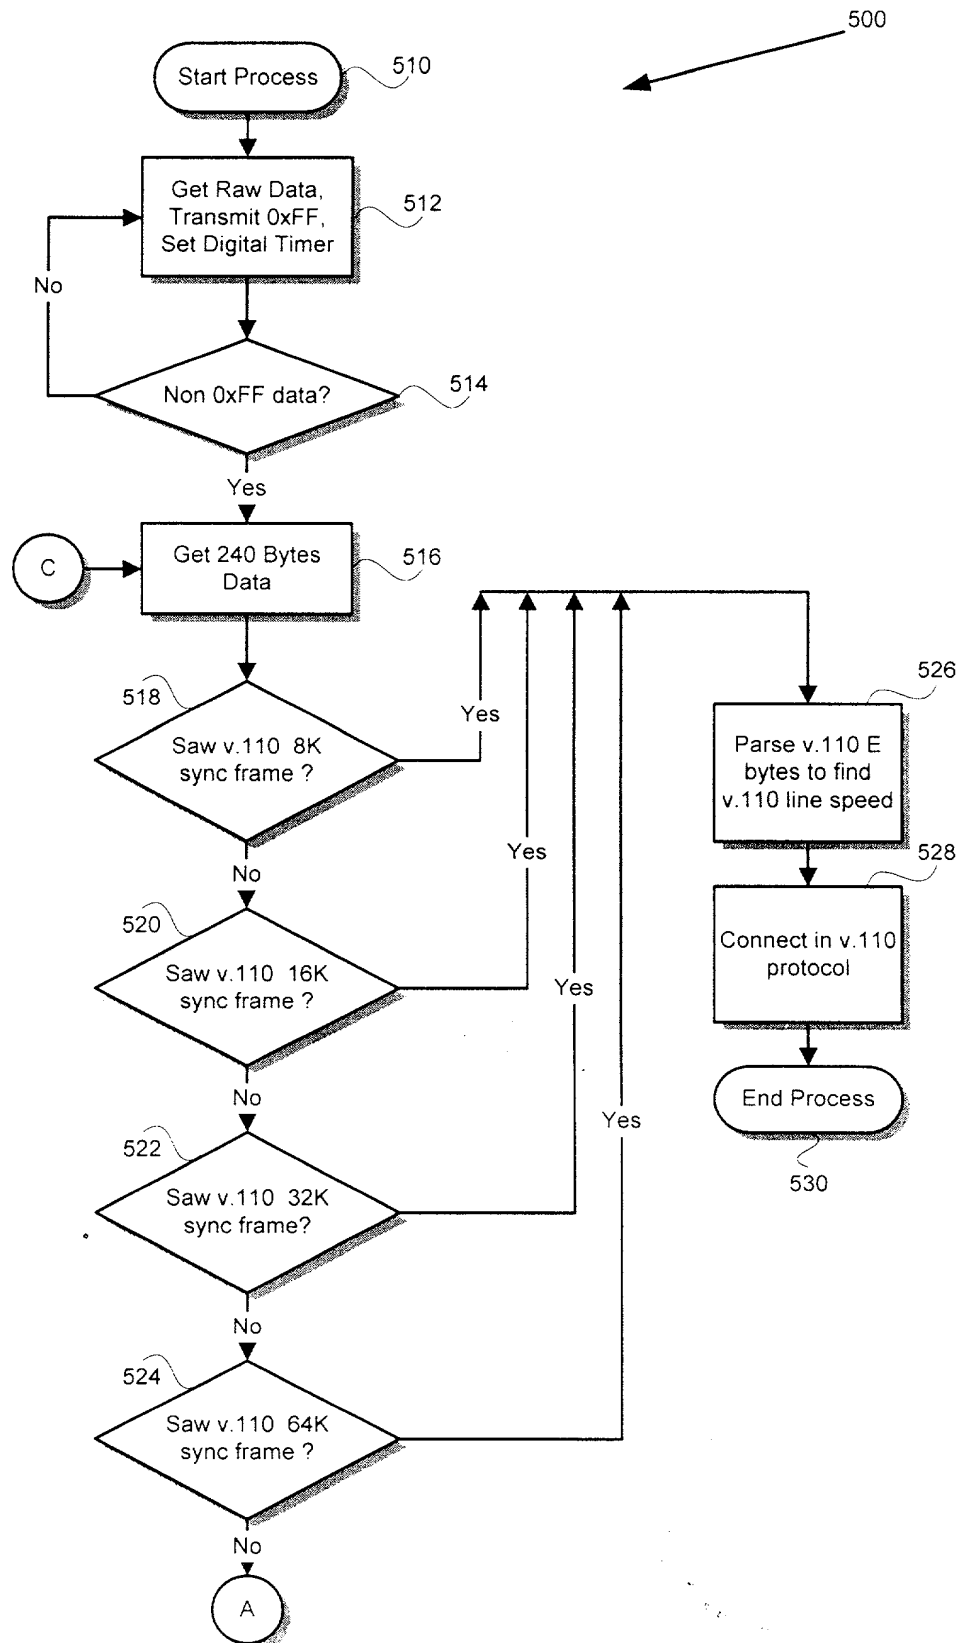 500
Start Process
510
Get Raw Data,
Transmit 0xFF,
Set Digital Timer
512
No
Non 0xFF data?
514
Yes
C
Get 240 Bytes
Data
516
518
Saw v.110 8K
sync frame ?
Yes
No
520
Saw v.110 16K
sync frame ?
Yes
No
522
Saw v.110 32K
sync frame?
Yes
No
524
Saw v.110 64K
sync frame ?
Yes
No
A
526
Parse v.110 E
bytes to find
v.110 line speed
528
Connect in v.110
protocol
End Process
530